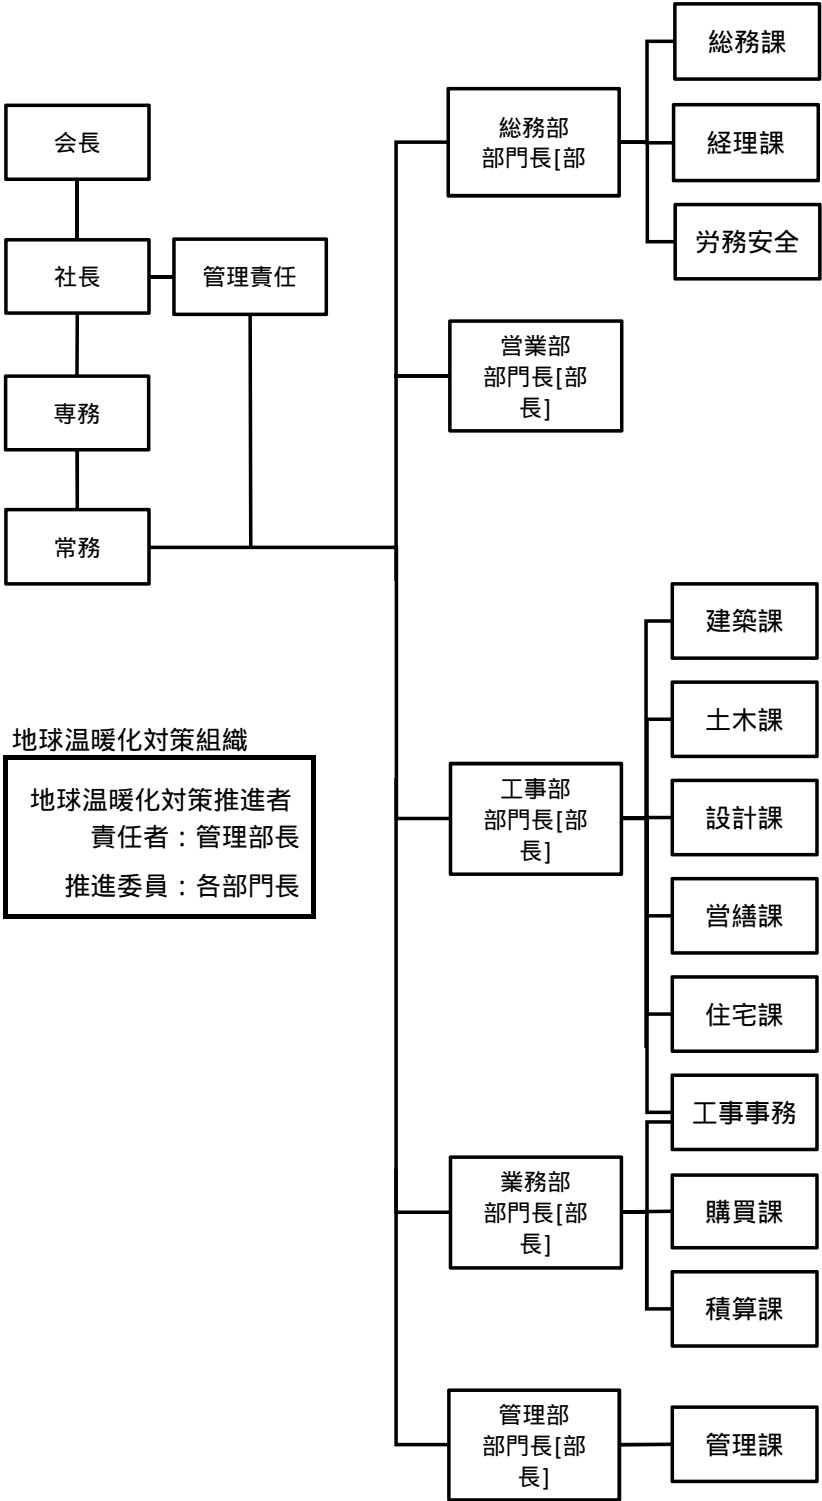 会長
社長
管理責任
専務
常務
地球温暖化対策組織
地球温暖化対策推進者
責任者：管理部長
推進委員：各部門長
総務部
部門長[部
総務課
経理課
労務安全
営業部
部門長[部
長]
工事部
部門長[部
長]
建築課
土木課
設計課
営繕課
住宅課
工事事務
業務部
部門長[部
長]
購買課
積算課
管理部
部門長[部
長]
管理課